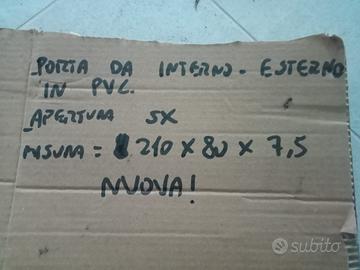 _PORTA DA INTERNO - ESTERNO
IN PVC.
_APERTURA SX
MISURA = 210 x 80 x 7,5
NUOVA!
subito